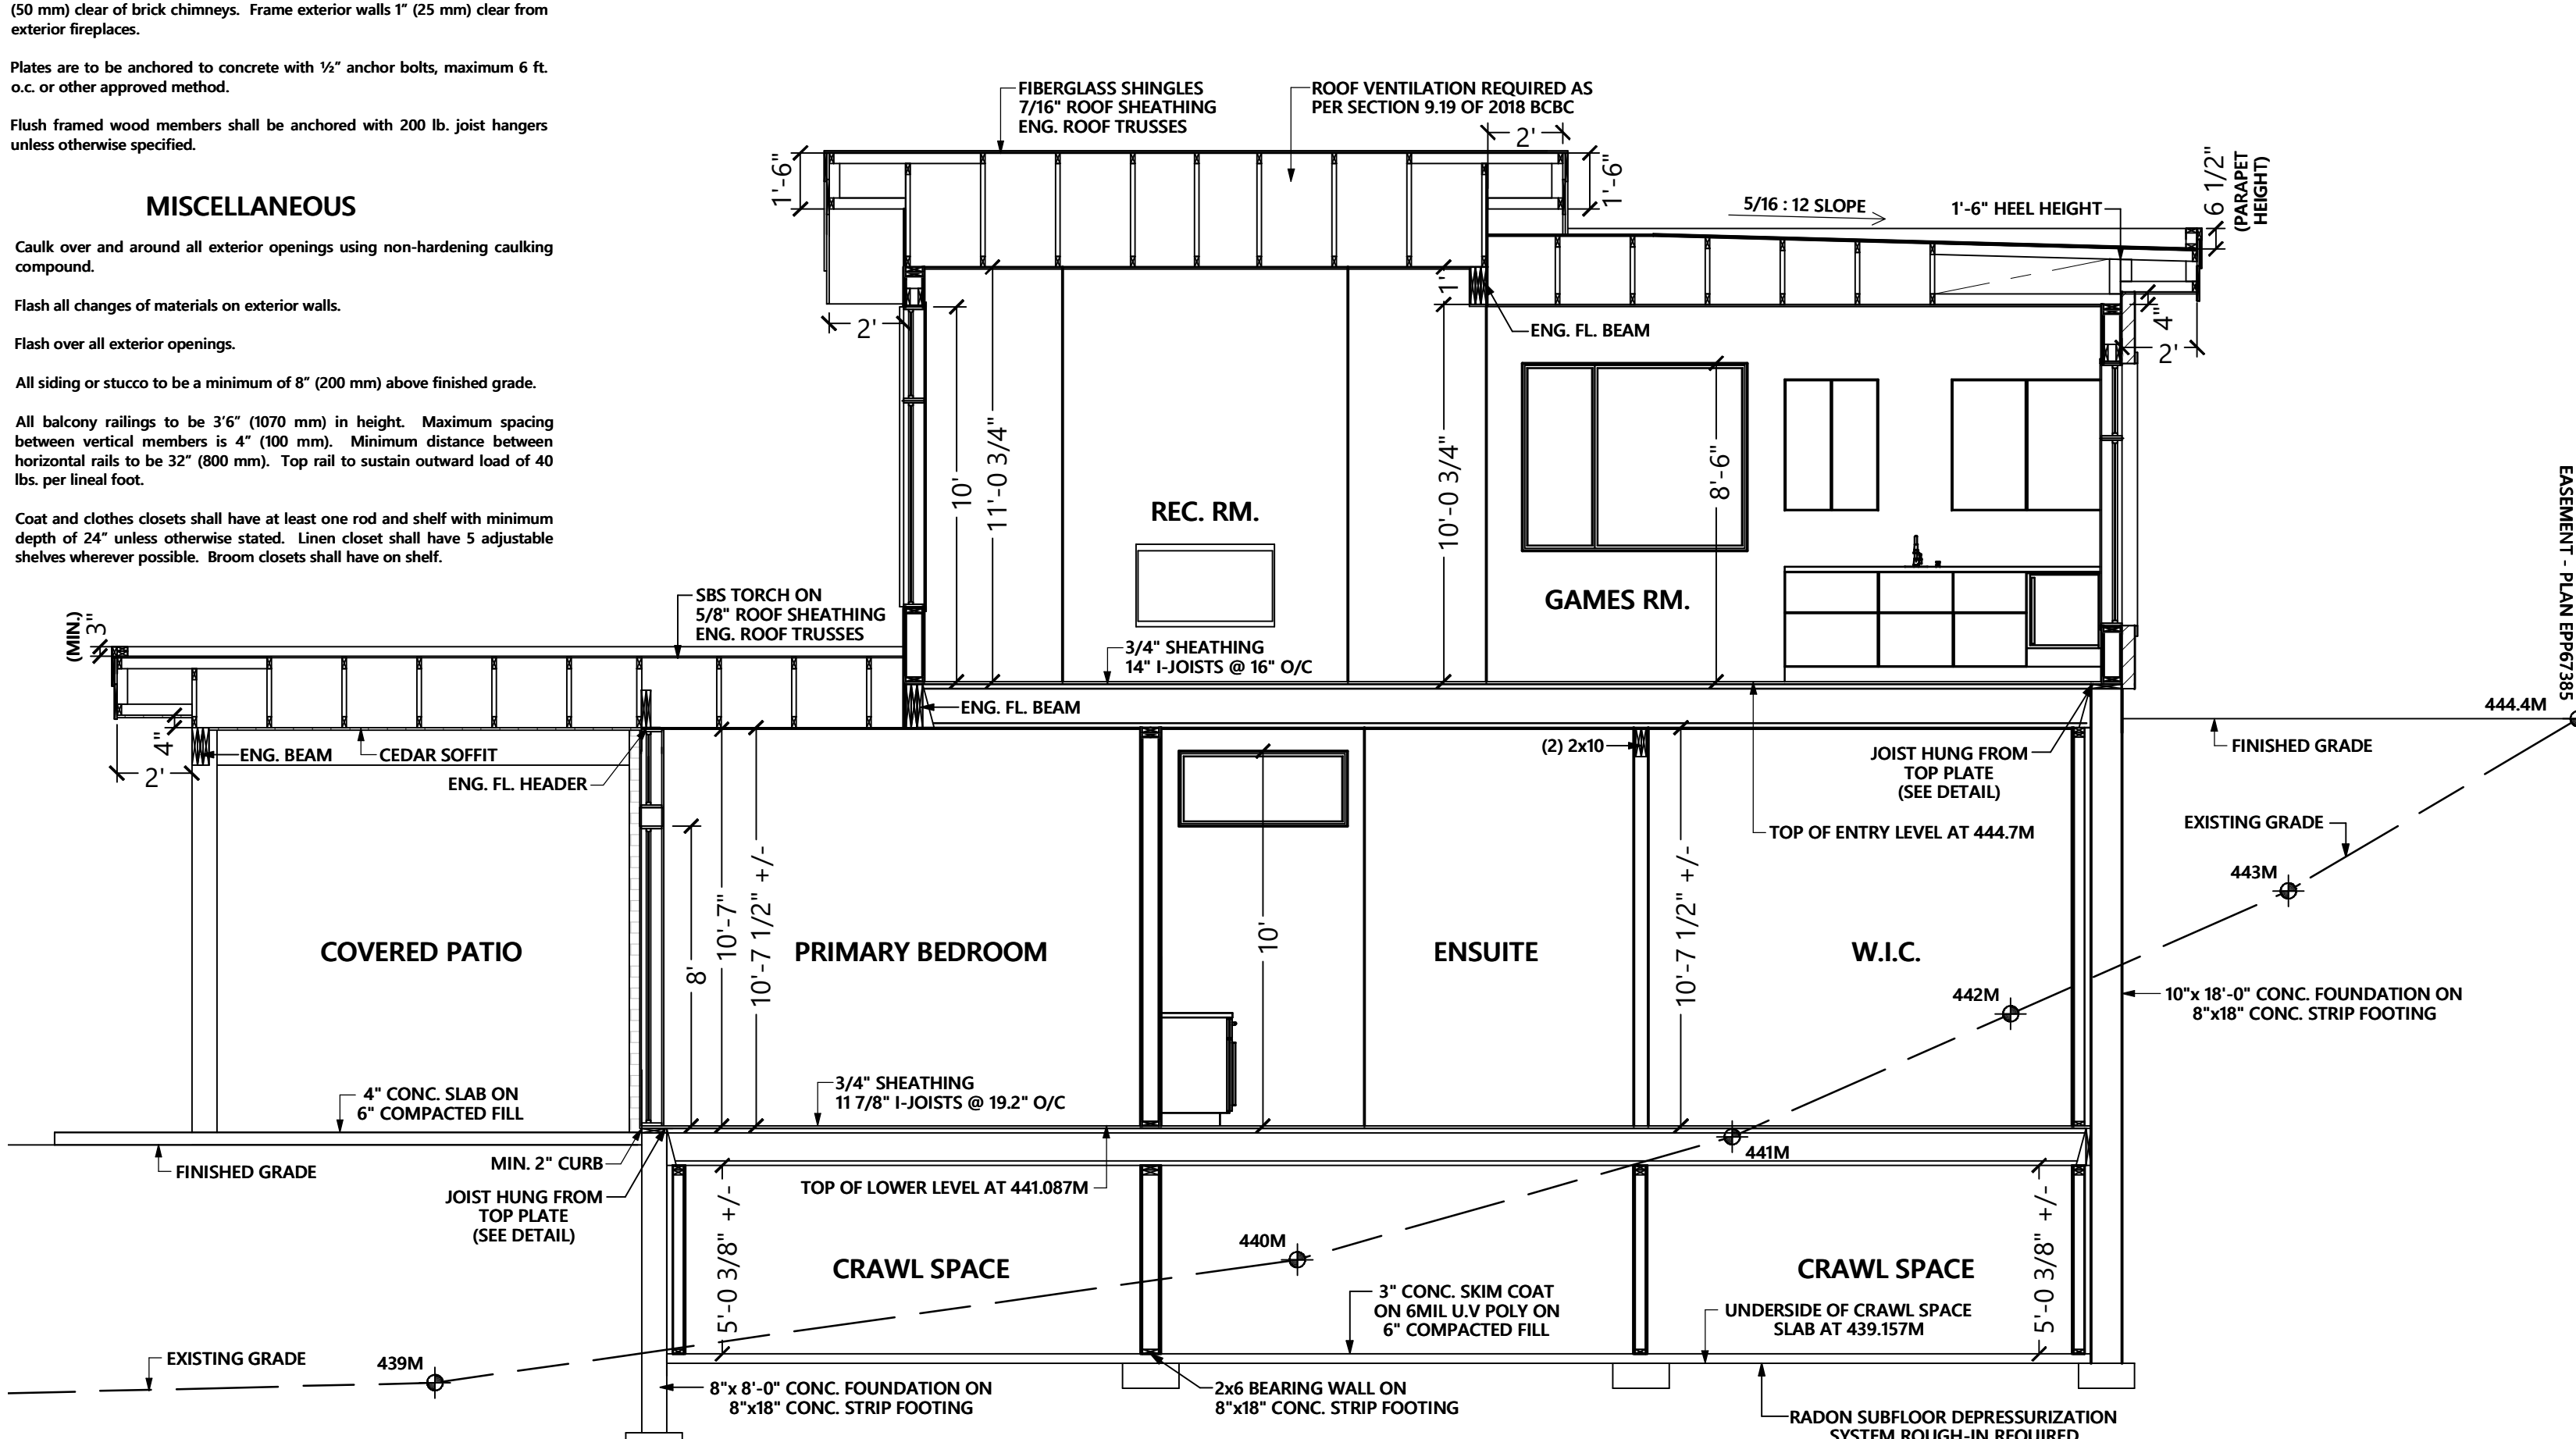 (50 mm) clear of brick chimneys. Frame exterior walls 1" (25 mm) clear from
exterior fireplaces.
Plates are to be anchored to concrete with ½" anchor bolts, maximum 6 ft.
o.c. or other approved method.
Flush framed wood members shall be anchored with 200 lb. joist hangers
unless otherwise specified.
MISCELLANEOUS
Caulk over and around all exterior openings using non-hardening caulking
compound.
Flash all changes of materials on exterior walls.
Flash over all exterior openings.
All siding or stucco to be a minimum of 8" (200 mm) above finished grade.
All balcony railings to be 3'6" (1070 mm) in height. Maximum spacing
between vertical members is 4" (100 mm). Minimum distance between
horizontal rails to be 32" (800 mm). Top rail to sustain outward load of 40
lbs. per lineal foot.
Coat and clothes closets shall have at least one rod and shelf with minimum
depth of 24" unless otherwise stated. Linen closet shall have 5 adjustable
shelves wherever possible. Broom closets shall have on shelf.
FIBERGLASS SHINGLES
7/16" ROOF SHEATHING
ENG. ROOF TRUSSES
ROOF VENTILATION REQUIRED AS
PER SECTION 9.19 OF 2018 BCBC
2'
1'-6"
1'-6"
5/16 : 12 SLOPE
1'-6" HEEL HEIGHT
6 1/2"
(PARAPET
HEIGHT)
2'
1'
ENG. FL. BEAM
4"
2'
10'
11'-0 3/4"
10'-0 3/4"
8'-6"
REC. RM.
GAMES RM.
EASEMENT - PLAN EPP67385
SBS TORCH ON
5/8" ROOF SHEATHING
ENG. ROOF TRUSSES
3"
(MIN.)
3/4" SHEATHING
14" I-JOISTS @ 16" O/C
ENG. FL. BEAM
444.4M
4"
2'
ENG. BEAM
CEDAR SOFFIT
ENG. FL. HEADER
(2) 2x10
JOIST HUNG FROM
TOP PLATE
(SEE DETAIL)
FINISHED GRADE
TOP OF ENTRY LEVEL AT 444.7M
EXISTING GRADE
443M
8'
10'-7"
10'-7 1/2" +/-
10'
10'-7 1/2" +/-
COVERED PATIO
PRIMARY BEDROOM
ENSUITE
W.I.C.
442M
10"x 18'-0" CONC. FOUNDATION ON
8"x18" CONC. STRIP FOOTING
4" CONC. SLAB ON
6" COMPACTED FILL
3/4" SHEATHING
11 7/8" I-JOISTS @ 19.2" O/C
441M
FINISHED GRADE
MIN. 2" CURB
JOIST HUNG FROM
TOP PLATE
(SEE DETAIL)
TOP OF LOWER LEVEL AT 441.087M
5'-0 3/8" +/-
CRAWL SPACE
440M
3" CONC. SKIM COAT
ON 6MIL U.V POLY ON
6" COMPACTED FILL
CRAWL SPACE
UNDERSIDE OF CRAWL SPACE
SLAB AT 439.157M
5'-0 3/8" +/-
EXISTING GRADE
439M
8"x 8'-0" CONC. FOUNDATION ON
8"x18" CONC. STRIP FOOTING
2x6 BEARING WALL ON
8"x18" CONC. STRIP FOOTING
RADON SUBFLOOR DEPRESSURIZATION
SYSTEM ROUGH-IN REQUIRED